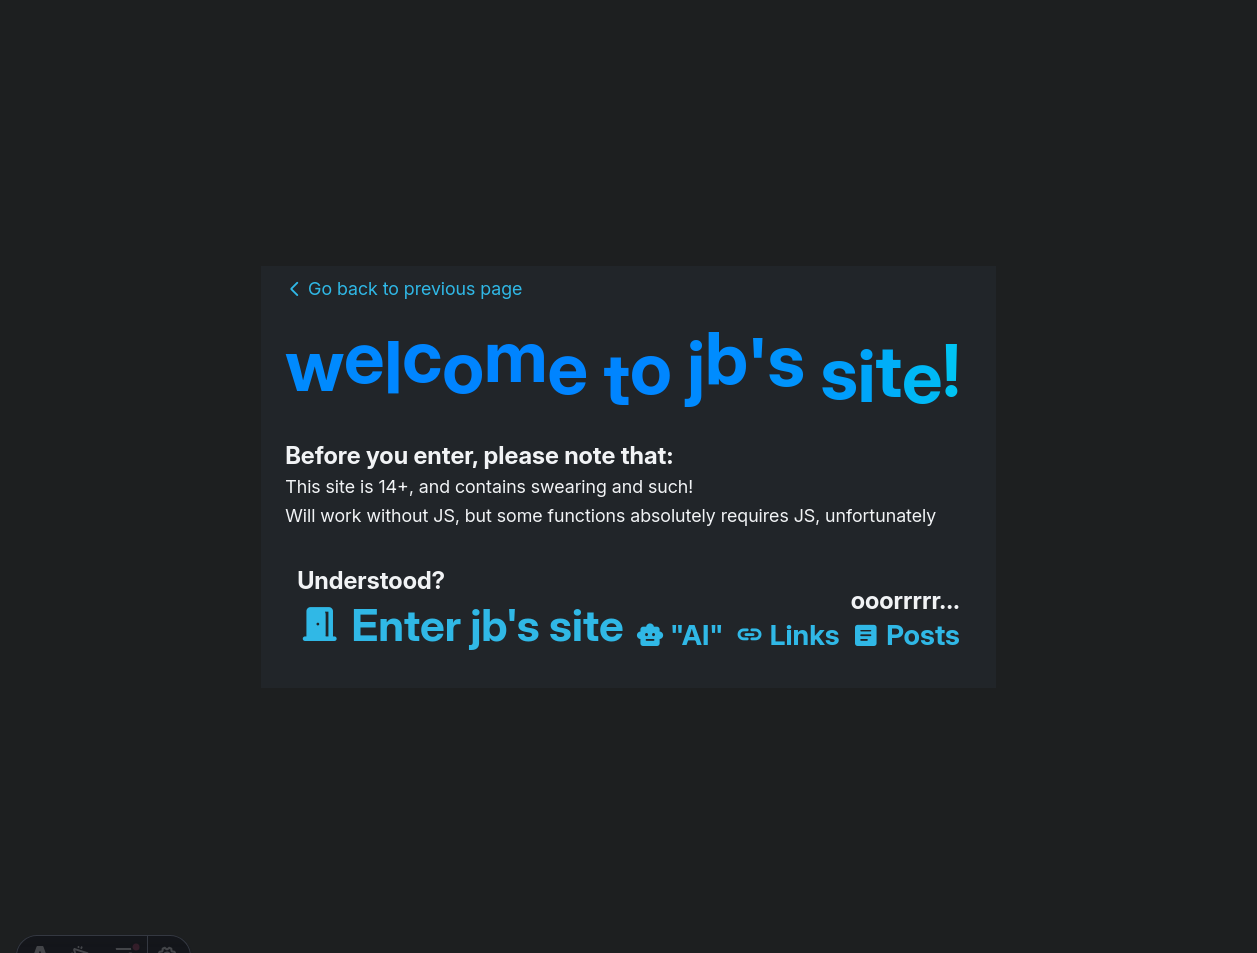 Go back to previous page
welcome to jb's site!
Before you enter, please note that:
This site is 14+, and contains swearing and such!
Will work without JS, but some functions absolutely requires JS, unfortunately
Understood?
ooorrrrr...
Enter jb's site "AI" Links Posts